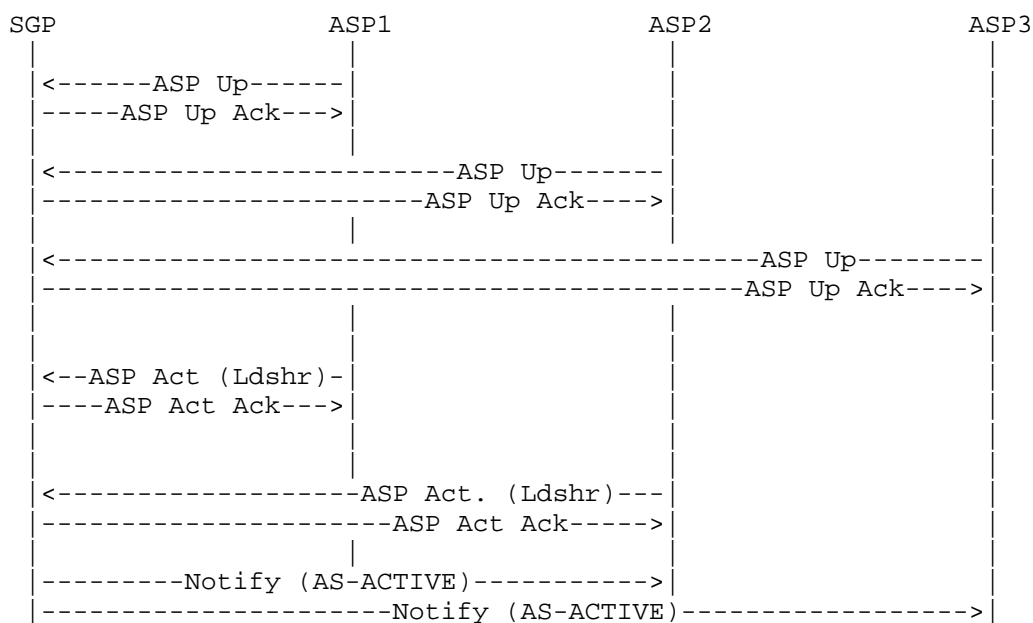 SGP ASP1 ASP2 ASP3
|<------ASP Up------|
|-----ASP Up Ack--->|
|<-------------------------ASP Up-------|
|------------------------ASP Up Ack---->|
|<--------------------------------------------ASP Up--------|
|--------------------------------------------ASP Up Ack---->|
|<--ASP Act (Ldshr)-|
|----ASP Act Ack--->|
|<-------------------ASP Act. (Ldshr)---|
|----------------------ASP Act Ack----->|
|---------Notify (AS-ACTIVE)----------->|
|----------------------Notify (AS-ACTIVE)------------------>|